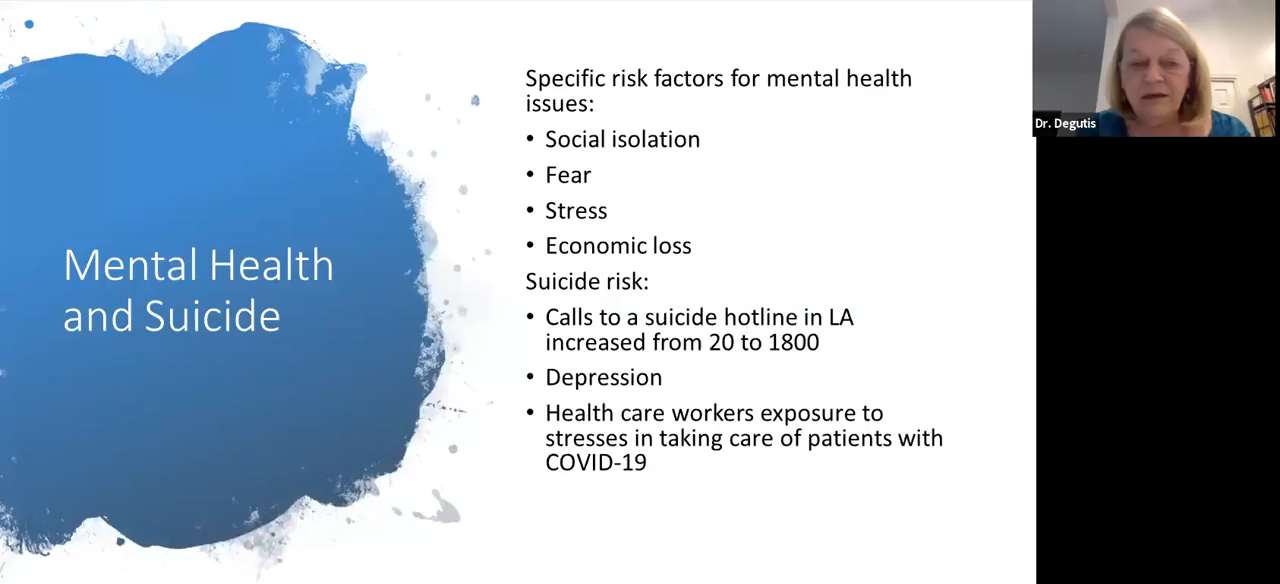 Mental Health
and Suicide
Specific risk factors for mental health
issues:
• Social isolation
• Fear
• Stress
• Economic loss
Suicide risk:
• Calls to a suicide hotline in LA
increased from 20 to 1800
• Depression
• Health care workers exposure to
stresses in taking care of patients with
COVID-19
Dr. Degutis